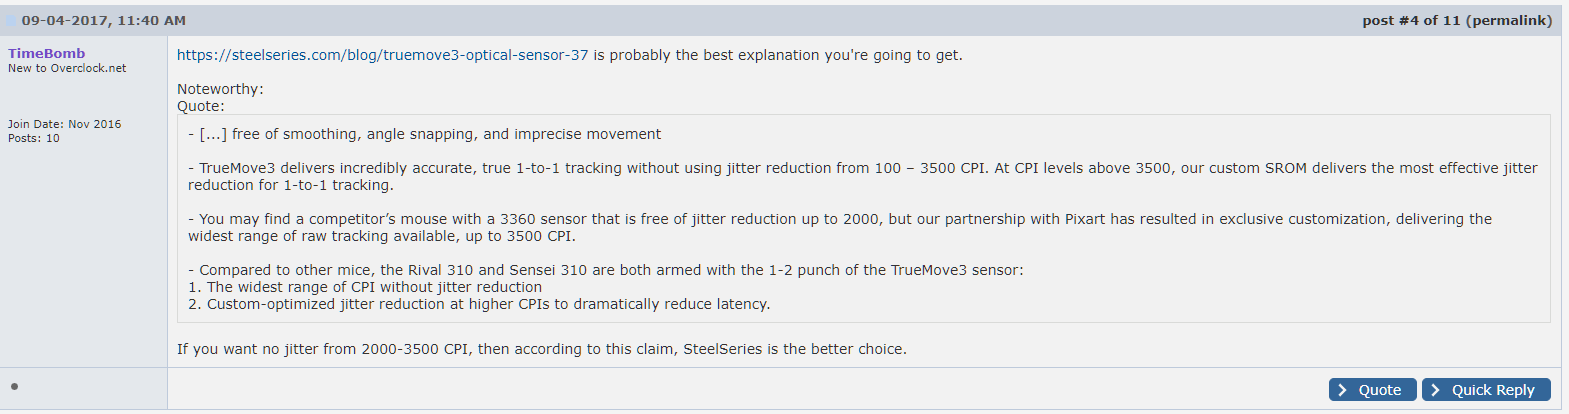 09-04-2017, 11:40 AM
post #4 of 11 (permalink)
TimeBomb
New to Overclock.net
Join Date: Nov 2016
Posts: 10
https://steelseries.com/blog/truemove3-optical-sensor-37 is probably the best explanation you're going to get.
Noteworthy:
Quote:
- [...] free of smoothing, angle snapping, and imprecise movement
- TrueMove3 delivers incredibly accurate, true 1-to-1 tracking without using jitter reduction from 100 – 3500 CPI. At CPI levels above 3500, our custom SROM delivers the most effective jitter
reduction for 1-to-1 tracking.
- You may find a competitor’s mouse with a 3360 sensor that is free of jitter reduction up to 2000, but our partnership with Pixart has resulted in exclusive customization, delivering the
widest range of raw tracking available, up to 3500 CPI.
- Compared to other mice, the Rival 310 and Sensei 310 are both armed with the 1-2 punch of the TrueMove3 sensor:
1. The widest range of CPI without jitter reduction
2. Custom-optimized jitter reduction at higher CPIs to dramatically reduce latency.
If you want no jitter from 2000-3500 CPI, then according to this claim, SteelSeries is the better choice.
Quote
Quick Reply